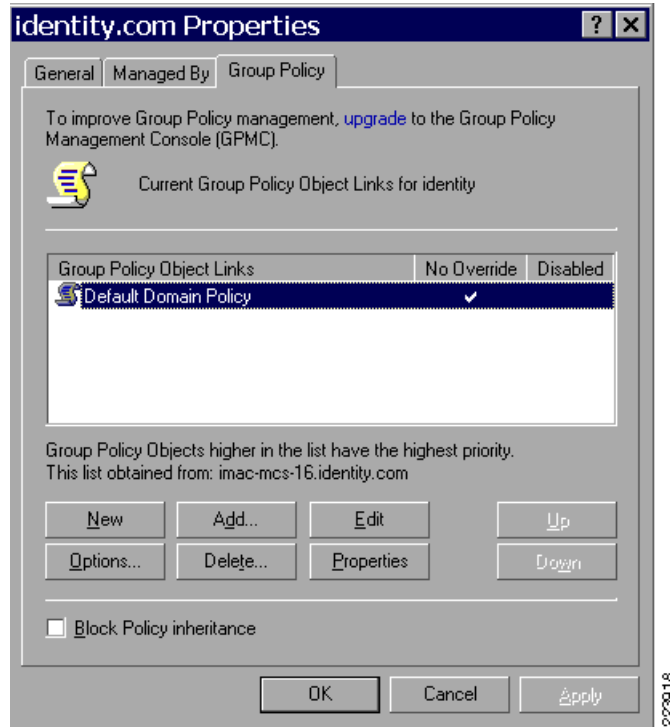 identity.com Properties
? X
General Managed By Group Policy
To improve Group Policy management, upgrade to the Group Policy
Management Console (GPMC).
Current Group Policy Object Links for identity
Group Policy Object Links No Override Disabled
Default Domain Policy
Group Policy Objects higher in the list have the highest priority.
This list obtained from: imac-mcs-16.identity.com
New Add... Edit Up
Options... Delete... Properties Down
Block Policy inheritance
OK Cancel Apply